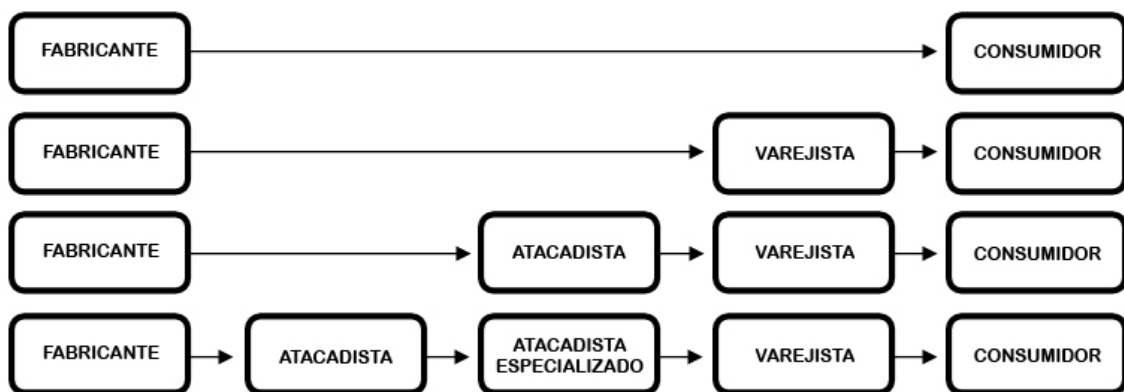 FABRICANTE
CONSUMIDOR
FABRICANTE
VAREJISTA
CONSUMIDOR
FABRICANTE
ATACADISTA
VAREJISTA
CONSUMIDOR
FABRICANTE
ATACADISTA
ATACADISTA
ESPECIALIZADO
VAREJISTA
CONSUMIDOR